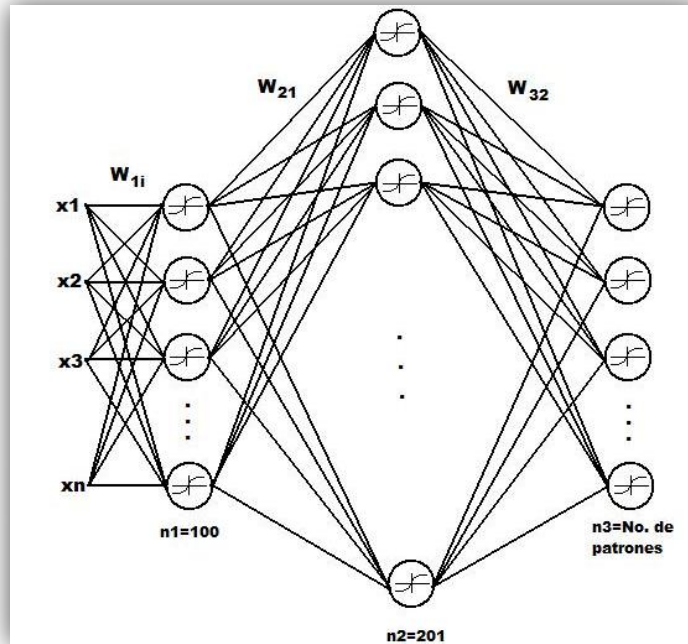 W21
W32
W1i
x1
x2
x3
xn
n1=100
n2=201
n3=No. de
patrones